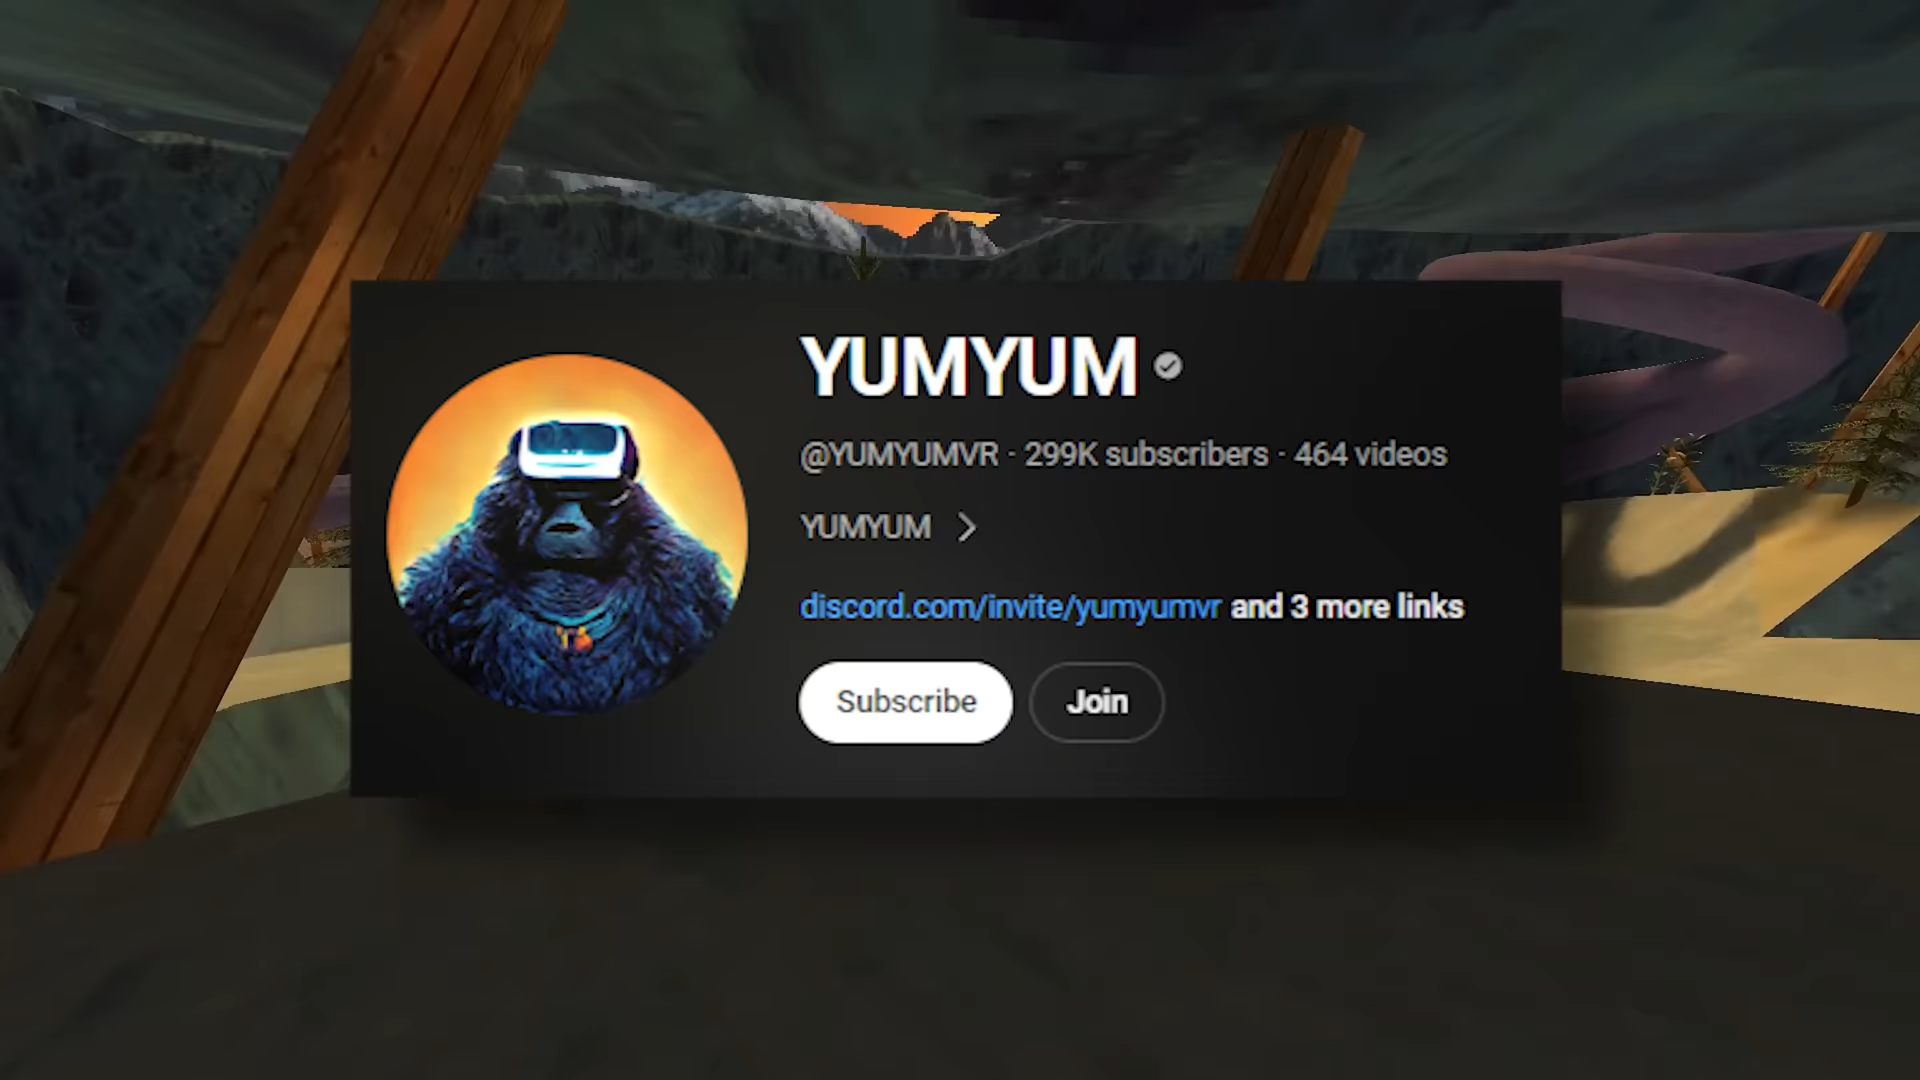 YUMYUM
@YUMYUMVR · 299K subscribers · 464 videos
YUMYUM
discord.com/invite/yumyumvr and 3 more links
Subscribe Join